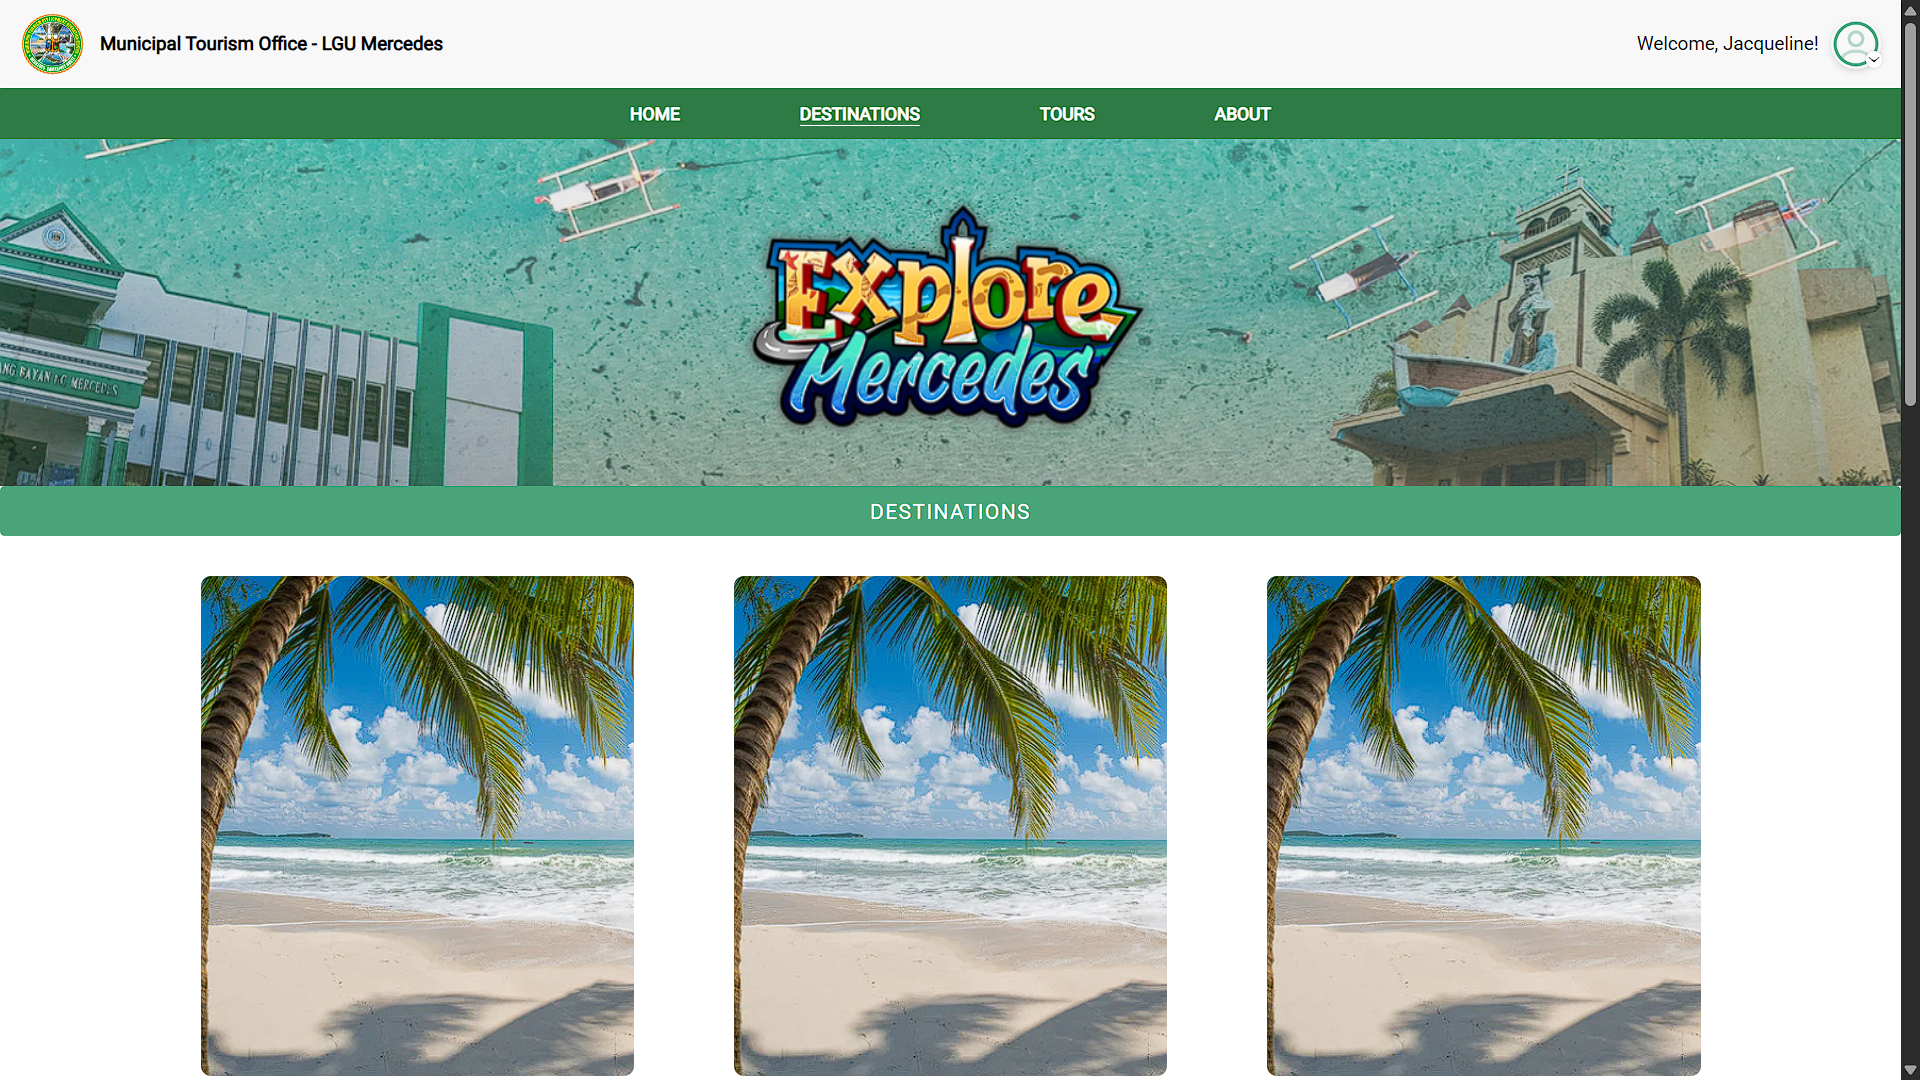 Municipal Tourism Office - LGU Mercedes
Welcome, Jacqueline!
HOME
DESTINATIONS
TOURS
ABOUT
Explore
Mercedes
NG BAYAN NG MERCEDES
DESTINATIONS